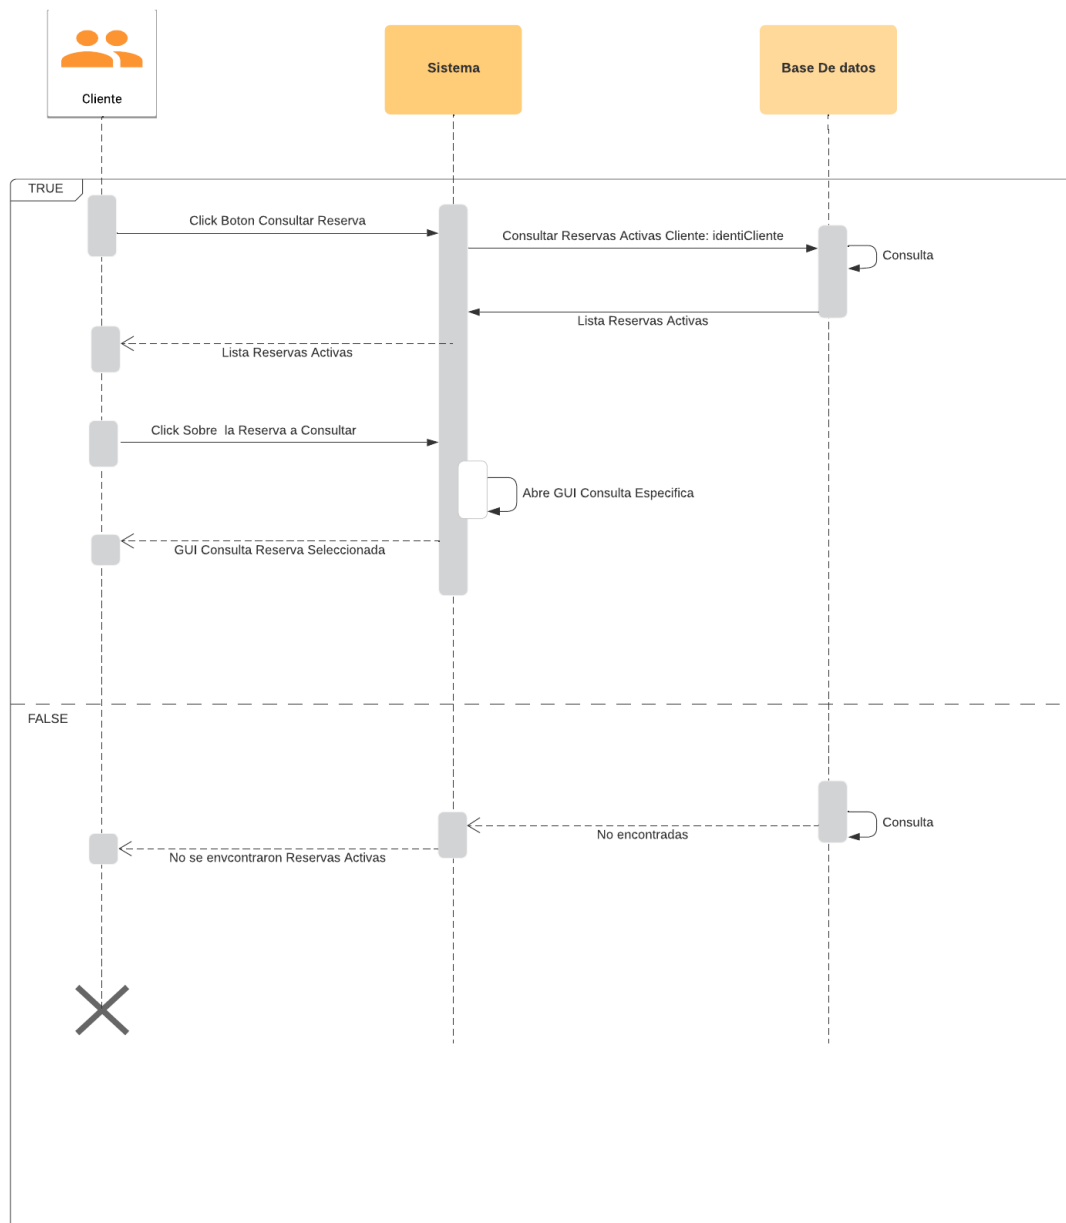 Cliente
Sistema
Base De datos
TRUE
Click Boton Consultar Reserva
Consultar Reservas Activas Cliente: identiCliente
Consulta
Lista Reservas Activas
Lista Reservas Activas
Click Sobre  la Reserva a Consultar
Abre GUI Consulta Especifica
GUI Consulta Reserva Seleccionada
FALSE
Consulta
No encontradas
No se envcontraron Reservas Activas